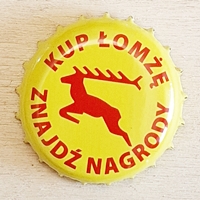 KUP ŁOMŻĘ
ZNAJDŹ NAGRODY